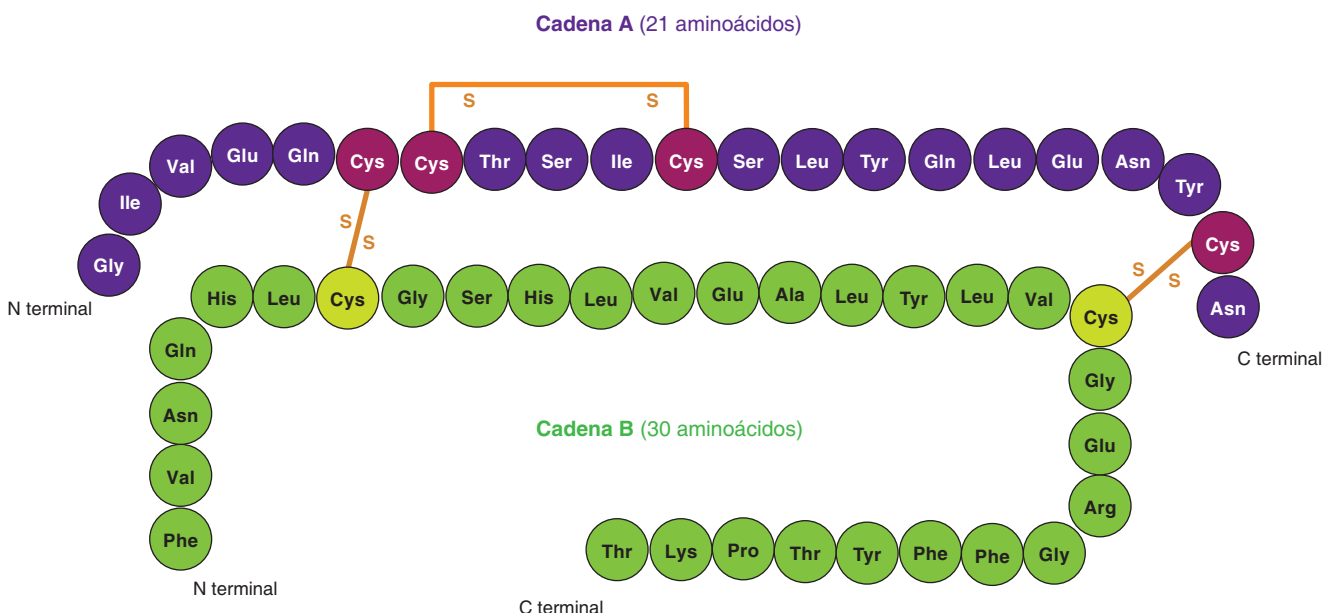 Cadena A (21 aminoácidos)
S S
Gly Ile Val Glu Gln Cys Cys Thr Ser Ile Cys Ser Leu Tyr Gln Leu Glu Asn Tyr Cys Asn
N terminal
C terminal
S
S
S
S
Phe Val Asn Gln His Leu Cys Gly Ser His Leu Val Glu Ala Leu Tyr Leu Val Cys Gly Glu Arg Gly Phe Phe Tyr Thr Pro Lys Thr
Cadena B (30 aminoácidos)
N terminal
C terminal